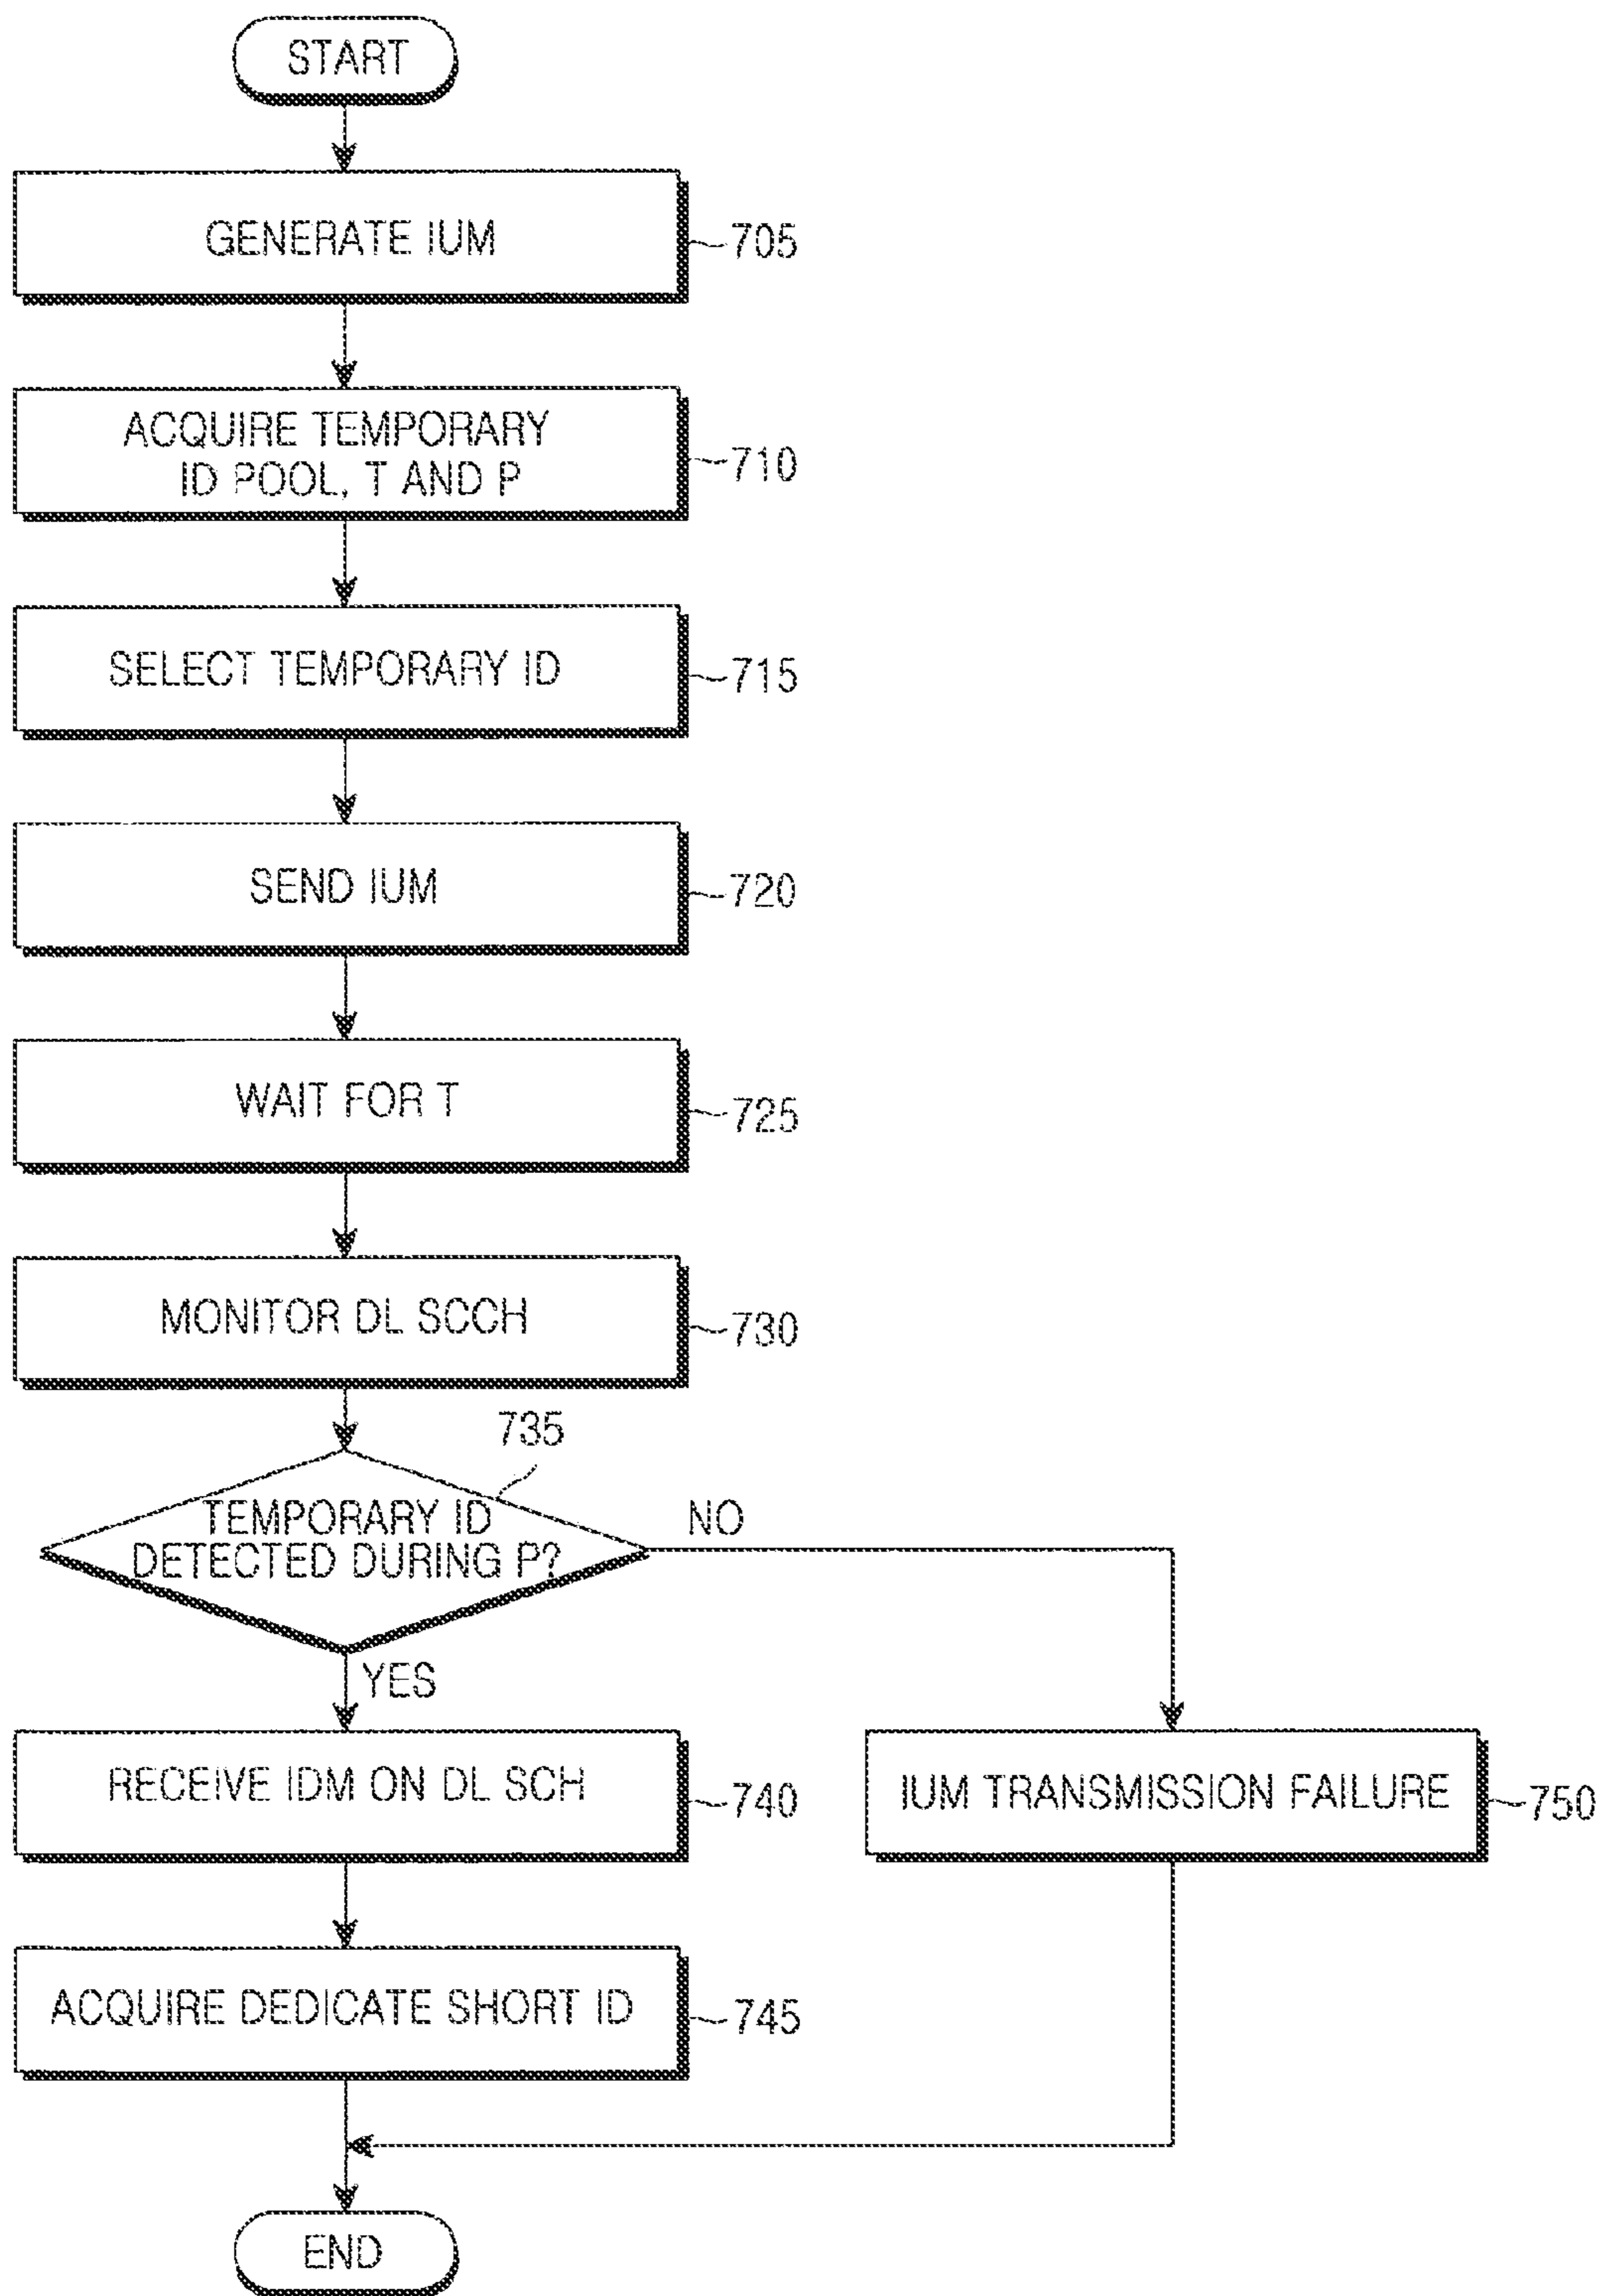 START
GENERATE IUM
705
ACQUIRE TEMPORARY
ID POOL, T AND P
710
SELECT TEMPORARY ID
715
SEND IUM
720
WAIT FOR T
725
MONITOR DL SCCH
730
735
TEMPORARY ID
DETECTED DURING P?
NO
YES
RECEIVE IDM ON DL SCH
740
IUM TRANSMISSION FAILURE
750
ACQUIRE DEDICATE SHORT ID
745
END